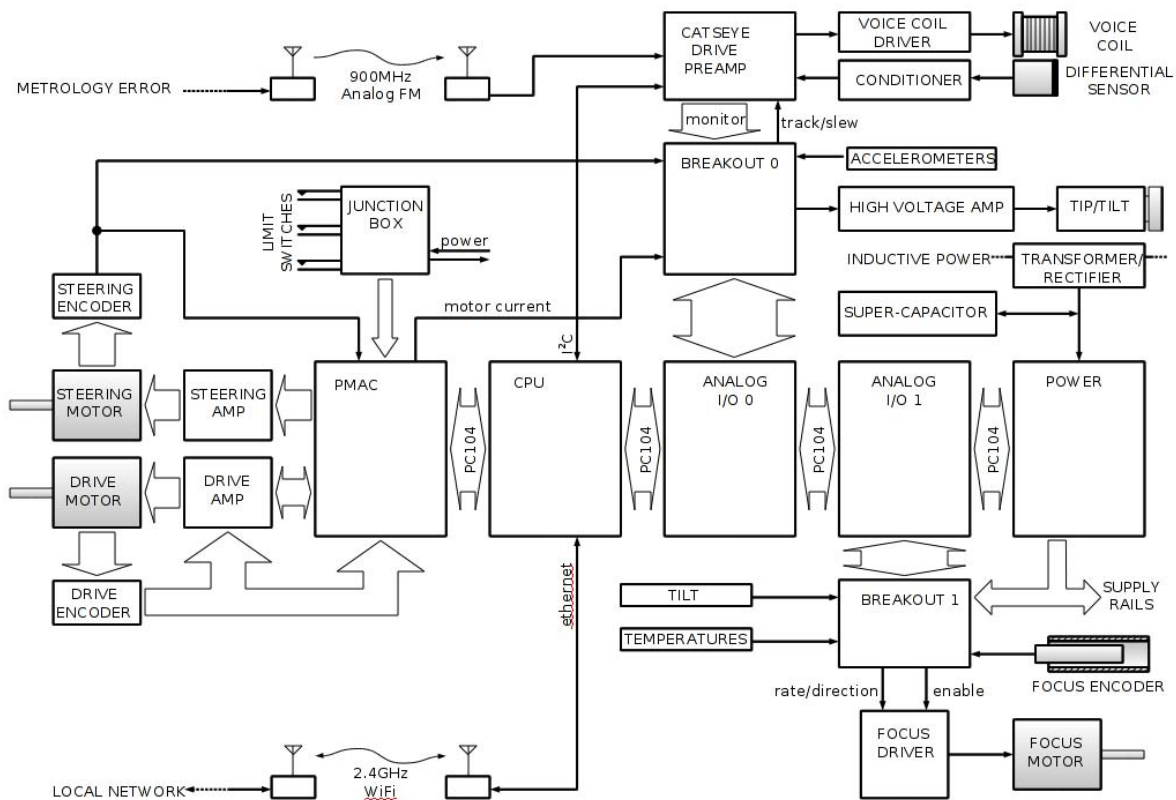 METROLOGY ERROR
900MHz
Analog FM
CATSEYE
DRIVE
PREAMP
VOICE COIL
DRIVER
VOICE
COIL
CONDITIONER
DIFFERENTIAL
SENSOR
monitor
track/slew
BREAKOUT 0
ACCELEROMETERS
LIMIT
SWITCHES
JUNCTION
BOX
power
HIGH VOLTAGE AMP
TIP/TILT
INDUCTIVE POWER
TRANSFORMER/
RECTIFIER
STEERING
ENCODER
motor current
SUPER-CAPACITOR
I²C
STEERING
MOTOR
STEERING
AMP
PMAC
PC104
CPU
PC104
ANALOG
I/O 0
PC104
ANALOG
I/O 1
PC104
POWER
DRIVE
MOTOR
DRIVE
AMP
DRIVE
ENCODER
ethernet
TILT
TEMPERATURES
BREAKOUT 1
SUPPLY
RAILS
FOCUS ENCODER
rate/direction
enable
FOCUS
DRIVER
FOCUS
MOTOR
LOCAL NETWORK
2.4GHz
WiFi